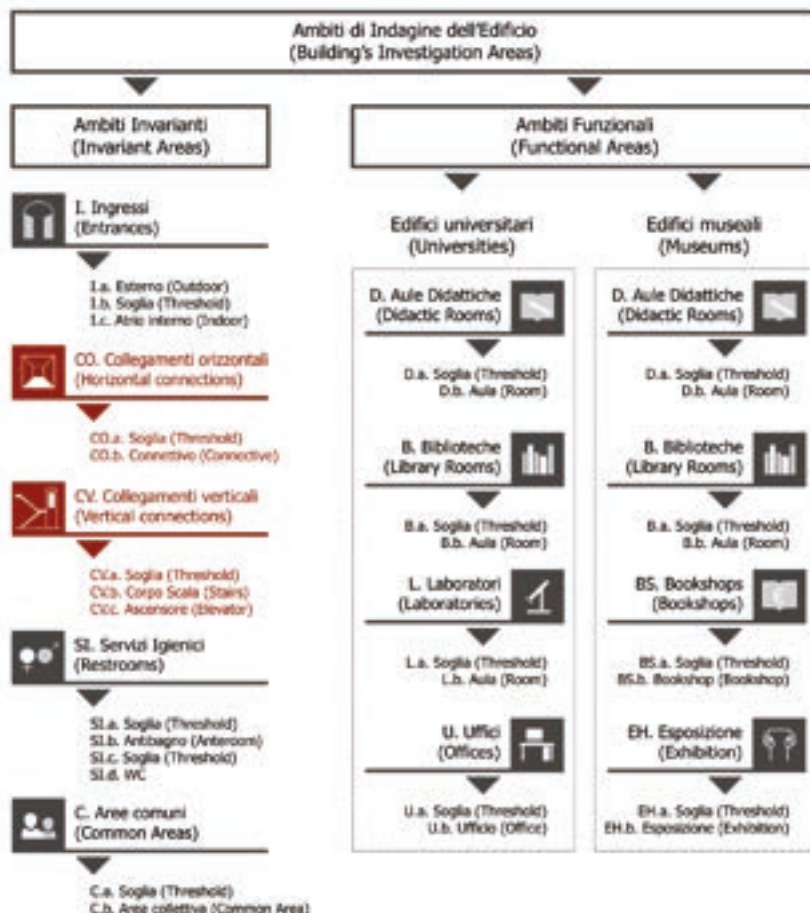 Ambiti di Indagine dell'Edificio
(Building's Investigation Areas)
Ambiti Invarianti
(Invariant Areas)
I. Ingressi
(Entrances)
I.a. Esterno (Outdoor)
I.b. Soglia (Threshold)
I.c. Atrio interno (Indoor)
CO. Collegamenti orizzontali
(Horizontal connections)
CO.a. Soglia (Threshold)
CO.b. Connettivo (Connective)
CV. Collegamenti verticali
(Vertical connections)
CV.a. Soglia (Threshold)
CV.b. Corpo Scala (Stairs)
CV.c. Ascensore (Elevator)
SI. Servizi Igienici
(Restrooms)
SI.a. Soglia (Threshold)
SI.b. Antibagno (Anteroom)
SI.c. Soglia (Threshold)
SI.d. WC
C. Aree comuni
(Common Areas)
C.a. Soglia (Threshold)
C.b. Area collettiva (Common Area)
Ambiti Funzionali
(Functional Areas)
Edifici universitari
(Universities)
D. Aule Didattiche
(Didactic Rooms)
D.a. Soglia (Threshold)
D.b. Aula (Room)
B. Biblioteche
(Library Rooms)
B.a. Soglia (Threshold)
B.b. Aula (Room)
L. Laboratori
(Laboratories)
L.a. Soglia (Threshold)
L.b. Aula (Room)
U. Uffici
(Offices)
U.a. Soglia (Threshold)
U.b. Ufficio (Office)
Edifici museali
(Museums)
D. Aule Didattiche
(Didactic Rooms)
D.a. Soglia (Threshold)
D.b. Aula (Room)
B. Biblioteche
(Library Rooms)
B.a. Soglia (Threshold)
B.b. Aula (Room)
BS. Bookshops
(Bookshops)
BS.a. Soglia (Threshold)
BS.b. Bookshop (Bookshop)
EH. Esposizione
(Exhibition)
EH.a. Soglia (Threshold)
EH.b. Esposizione (Exhibition)